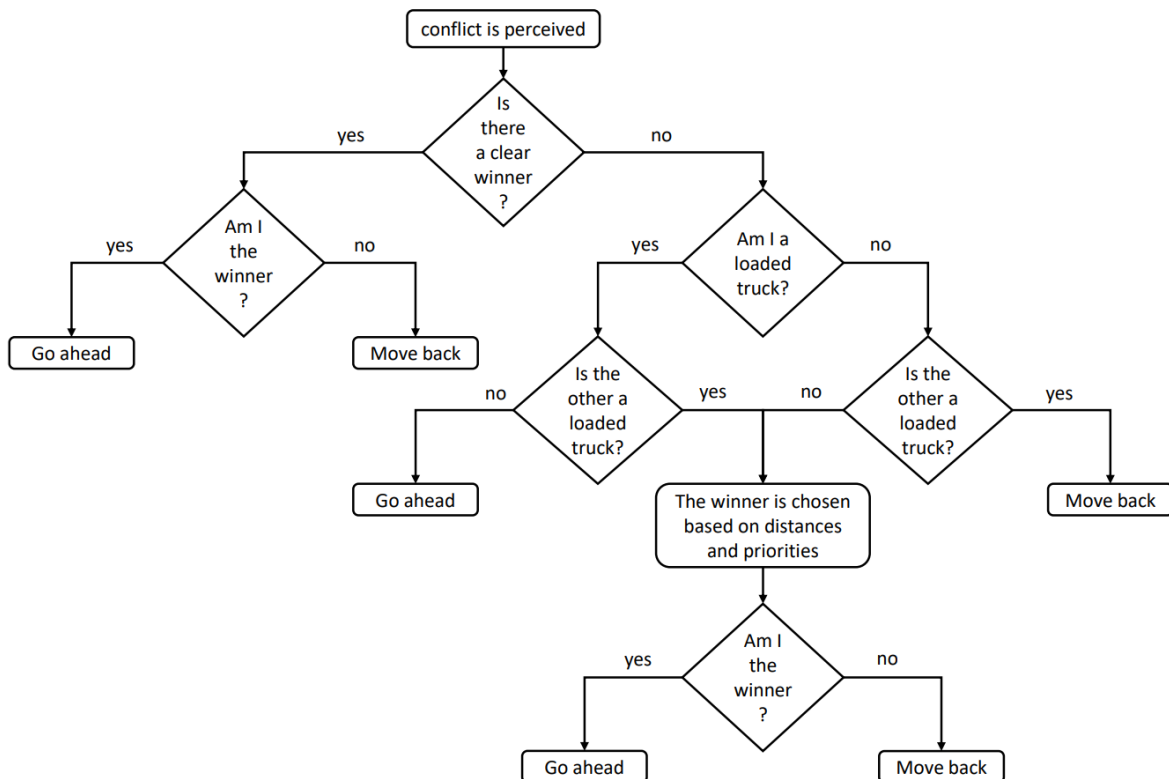 conflict is perceived
Is
there
a clear
winner
?
yes
no
Am I
the
winner
?
yes
no
Am I a
loaded
truck?
yes
no
Go ahead
Move back
Is the
other a
loaded
truck?
no
yes
Is the
other a
loaded
truck?
no
yes
Go ahead
The winner is chosen
based on distances
and priorities
Move back
Am I
the
winner
?
yes
no
Go ahead
Move back